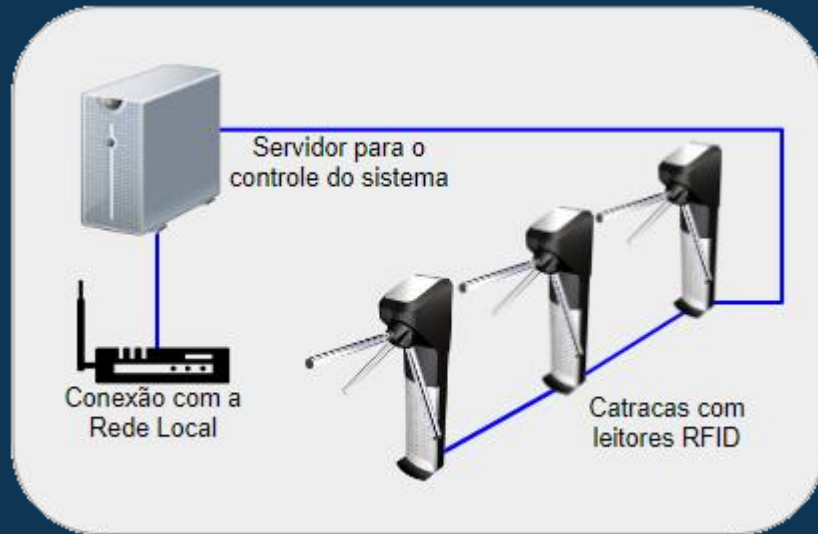 Servidor para o
controle do sistema
Conexão com a
Rede Local
Catracas com
leitores RFID